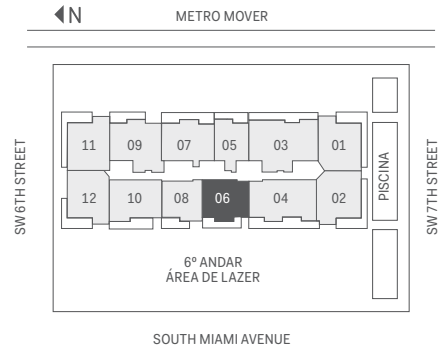 N
METRO MOVER
SW 6TH STREET
11
09
07
05
03
01
12
10
08
06
04
02
PISCINA
SW 7TH STREET
6º ANDAR
ÁREA DE LAZER
SOUTH MIAMI AVENUE